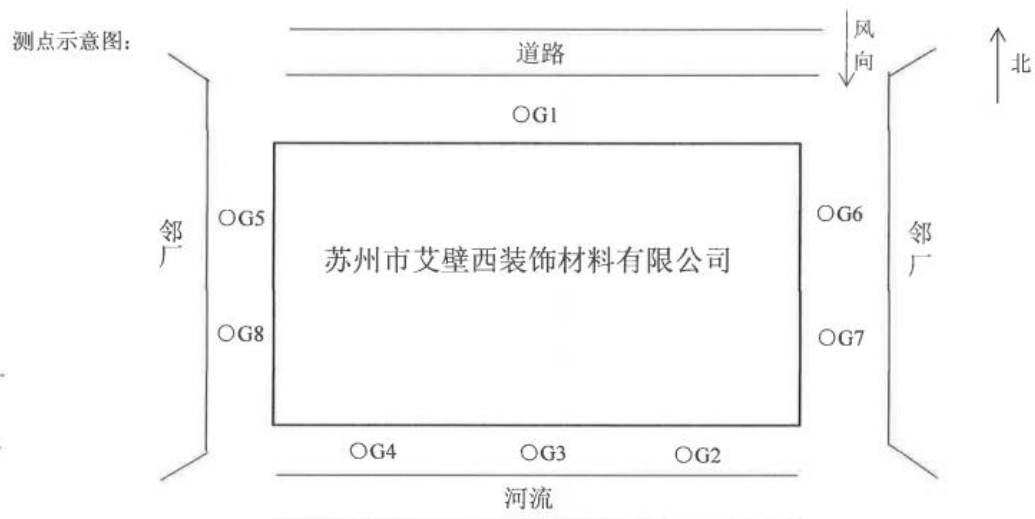 测点示意图：
道路
风向
北
○G1
○G5
○G6
邻厂
苏州市艾壁西装饰材料有限公司
邻厂
○G8
○G7
○G4
○G3
○G2
河流